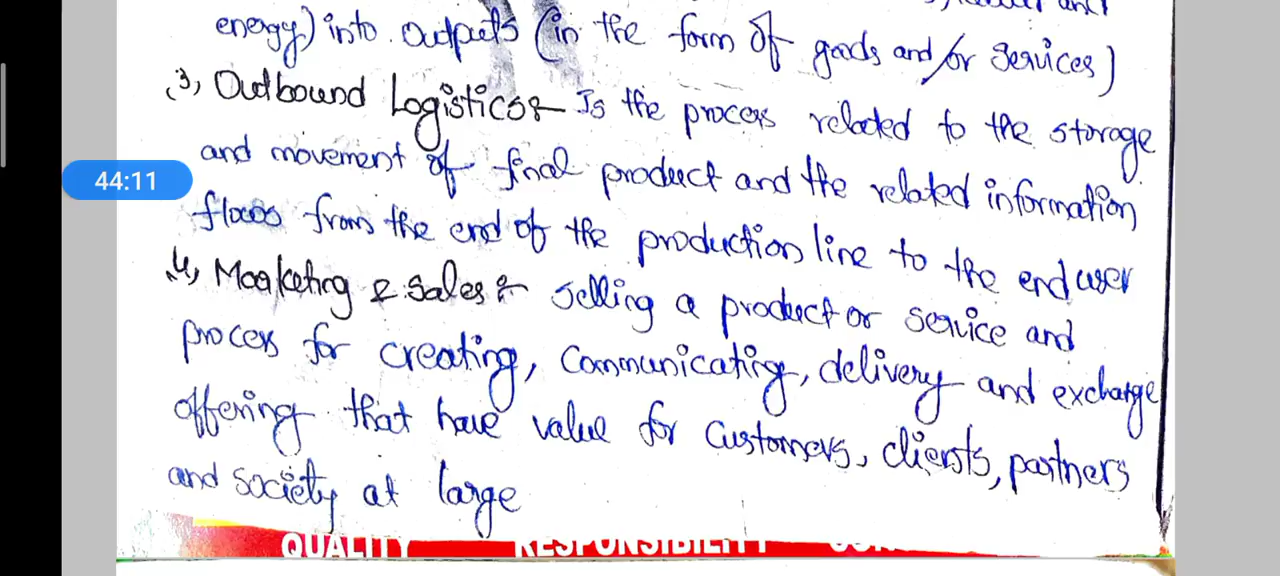 energy) into outputs (in the form of goods and/or services)
3, Outbound Logistics:- Is the process related to the storage
and movement of final product and the related information
flows from the end of the production line to the end user
4, Marketing & Sales:- Selling a product or service and
process for creating, communicating, delivery and exchange
offering that have value for customers, clients, partners
and society at large
44:11
QUALITY RESPONSIBILITY